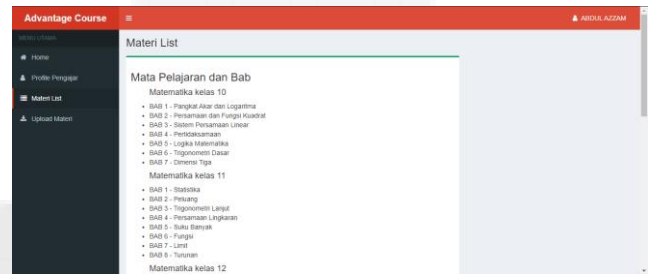 Advantage Course
ABDUL AZZAM
MENU UTAMA
Home
Profile Pengajar
Materi List
Upload Materi
Materi List
Mata Pelajaran dan Bab
Matematika kelas 10
BAB 1 - Pangkat Akar dan Logaritma
BAB 2 - Persamaan dan Fungsi Kuadrat
BAB 3 - Sistem Persamaan Linear
BAB 4 - Pertidaksamaan
BAB 5 - Logika Matematika
BAB 6 - Trigonometri Dasar
BAB 7 - Dimensi Tiga
Matematika kelas 11
BAB 1 - Statistika
BAB 2 - Peluang
BAB 3 - Trigonometri Lanjut
BAB 4 - Persamaan Lingkaran
BAB 5 - Suku Banyak
BAB 6 - Fungsi
BAB 7 - Limit
BAB 8 - Turunan
Matematika kelas 12